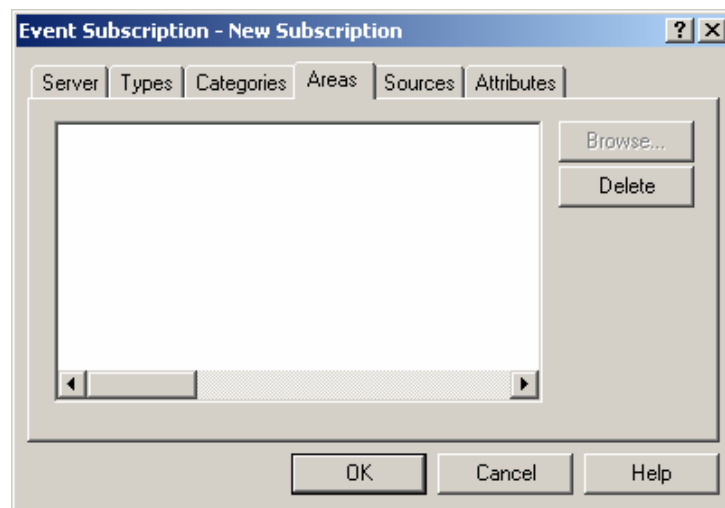 Event Subscription - New Subscription
Server Types Categories Areas Sources Attributes
Browse...
Delete
OK Cancel Help